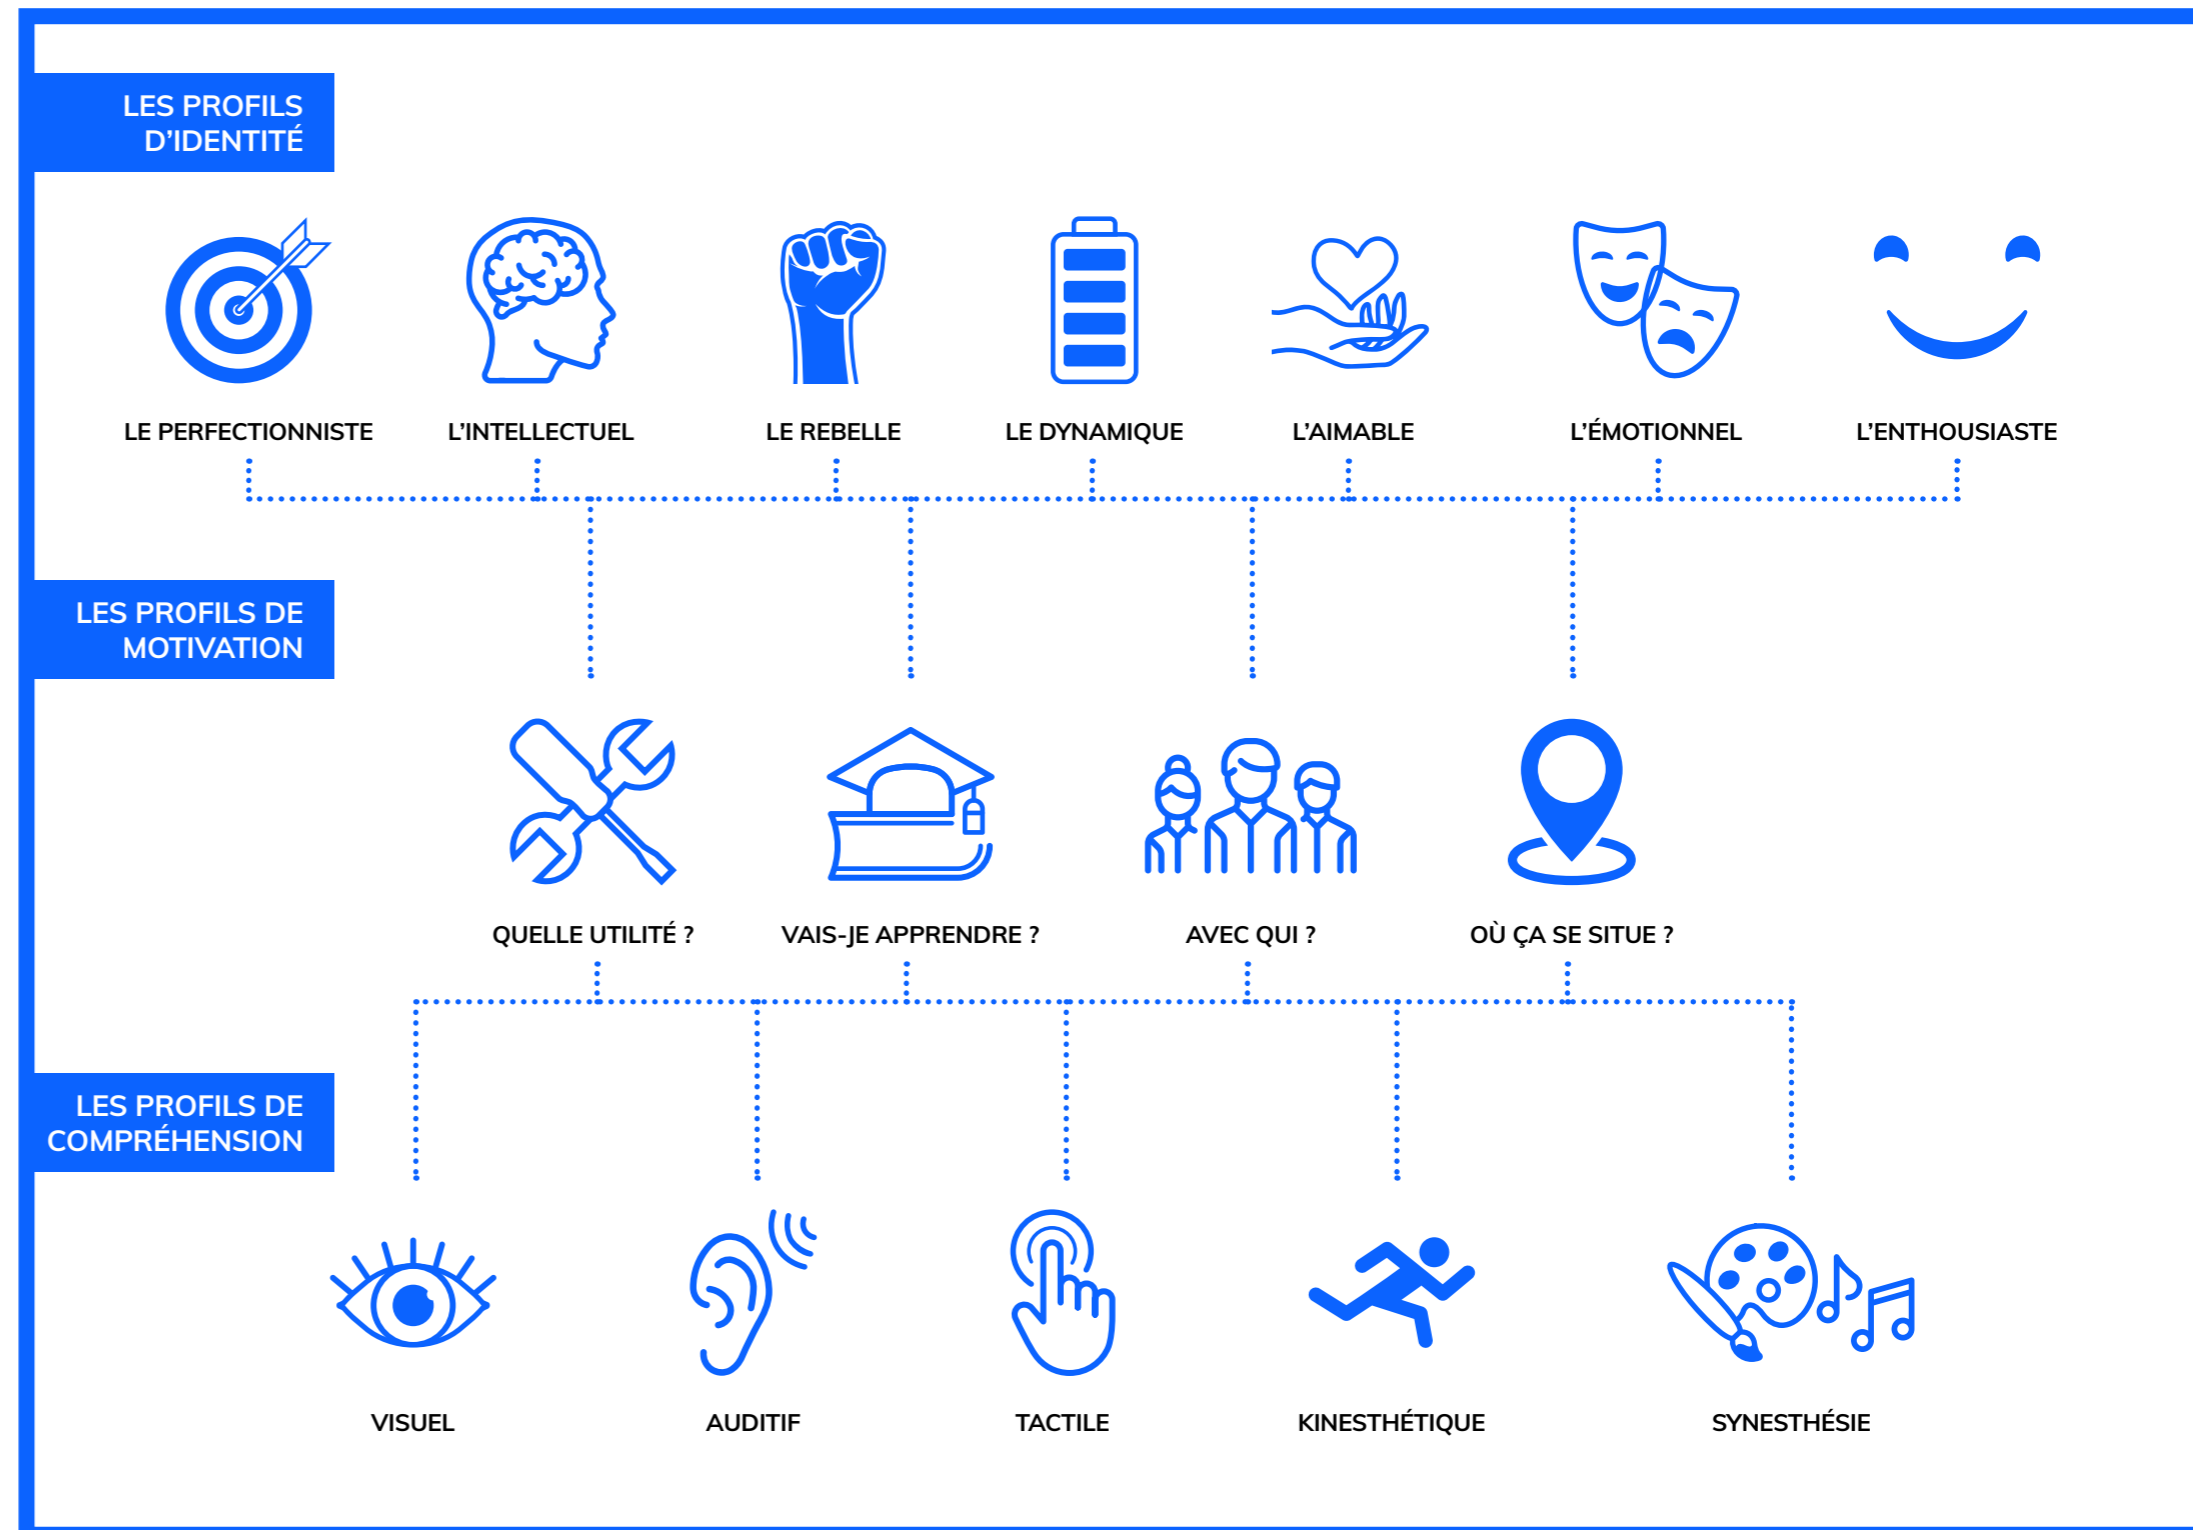 LES PROFILS
D’IDENTITÉ
LE PERFECTIONNISTE
L’INTELLECTUEL
LE REBELLE
LE DYNAMIQUE
L’AIMABLE
L’ÉMOTIONNEL
L’ENTHOUSIASTE
LES PROFILS DE
MOTIVATION
QUELLE UTILITÉ ?
VAIS-JE APPRENDRE ?
AVEC QUI ?
OÙ ÇA SE SITUE ?
LES PROFILS DE
COMPRÉHENSION
VISUEL
AUDITIF
TACTILE
KINESTHÉTIQUE
SYNESTHÉSIE